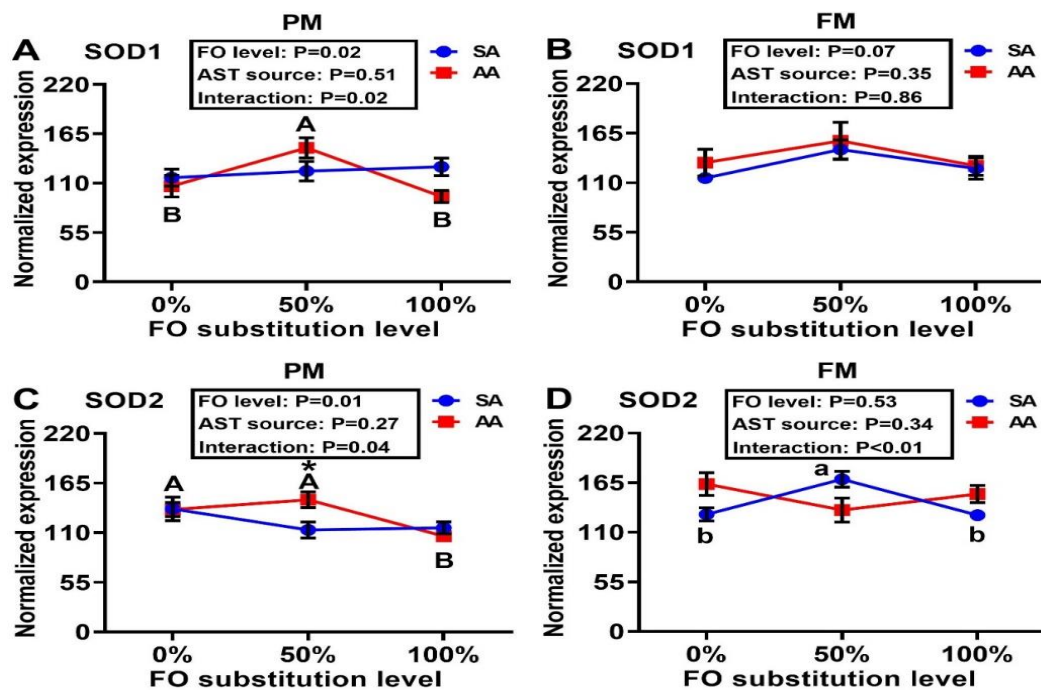 PM
A SOD1
FO level: P=0.02
AST source: P=0.51
Interaction: P=0.02
SA
AA
Normalized expression
220
165
110
55
0
A
B
B
0% 50% 100%
FO substitution level
FM
B SOD1
FO level: P=0.07
AST source: P=0.35
Interaction: P=0.86
SA
AA
Normalized expression
220
165
110
55
0
0% 50% 100%
FO substitution level
PM
C SOD2
FO level: P=0.01
AST source: P=0.27
Interaction: P=0.04
SA
AA
Normalized expression
220
165
110
55
0
A
*
A
B
0% 50% 100%
FO substitution level
FM
D SOD2
FO level: P=0.53
AST source: P=0.34
Interaction: P<0.01
SA
AA
Normalized expression
220
165
110
55
0
a
b
b
0% 50% 100%
FO substitution level